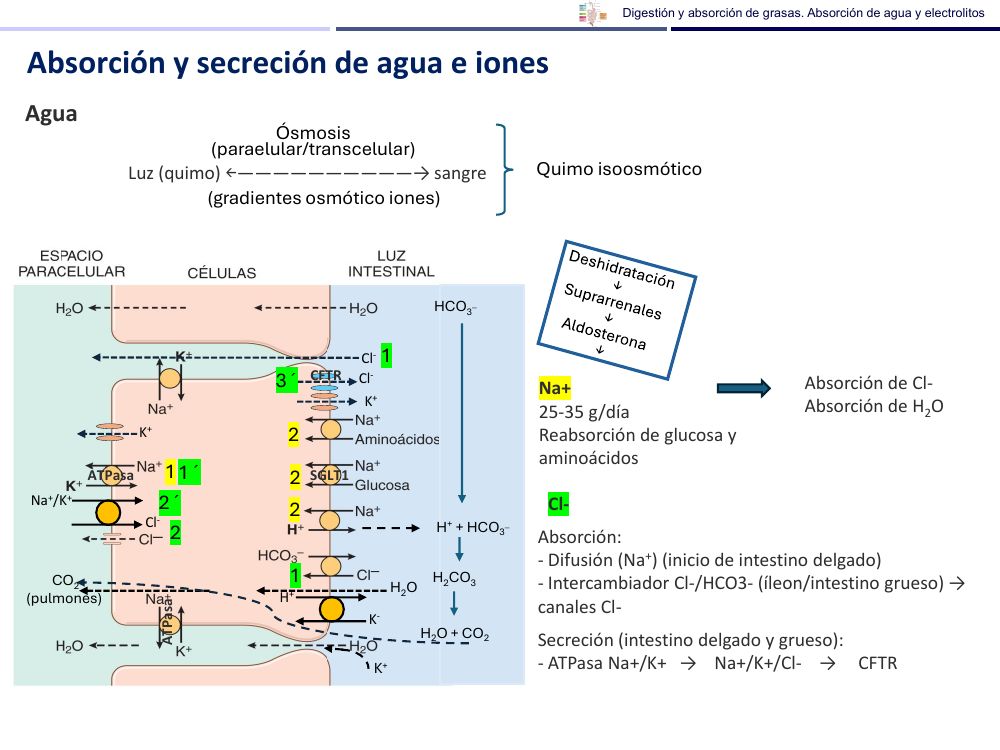 Digestión y absorción de grasas. Absorción de agua y electrolitos
Absorción y secreción de agua e iones
Agua
Ósmosis
(paraelular/transcelular)
Luz (quimo) ←——————————→ sangre
(gradientes osmótico iones)
Quimo isoosmótico
ESPACIO
PARACELULAR
CÉLULAS
LUZ
INTESTINAL
H₂O
H₂O
HCO₃⁻
Cl⁻ 1
K⁺
3´ CFTR
Cl⁻
K⁺
Na⁺
Na⁺
2
Aminoácidos
K⁺
Na⁺ 1 1´
ATPasa
K⁺
Na⁺
2 SGLT1
Glucosa
Na⁺/K⁺
2´
Cl⁻
2
Cl—
2 Na⁺
H⁺
H⁺ + HCO₃⁻
HCO₃⁻
1 Cl—
H₂CO₃
CO₂
(pulmones)
H₂O
H⁺
K⁻
Na⁺
ATPasa
K⁺
H₂O + CO₂
H₂O
H₂O
K⁺
Deshidratación
↓
Suprarrenales
↓
Aldosterona
↓
Na+
25-35 g/día
Reabsorción de glucosa y
aminoácidos
Absorción de Cl-
Absorción de H₂O
Cl-
Absorción:
- Difusión (Na⁺) (inicio de intestino delgado)
- Intercambiador Cl-/HCO3- (íleon/intestino grueso) →
canales Cl-
Secreción (intestino delgado y grueso):
- ATPasa Na+/K+ → Na+/K+/Cl- → CFTR